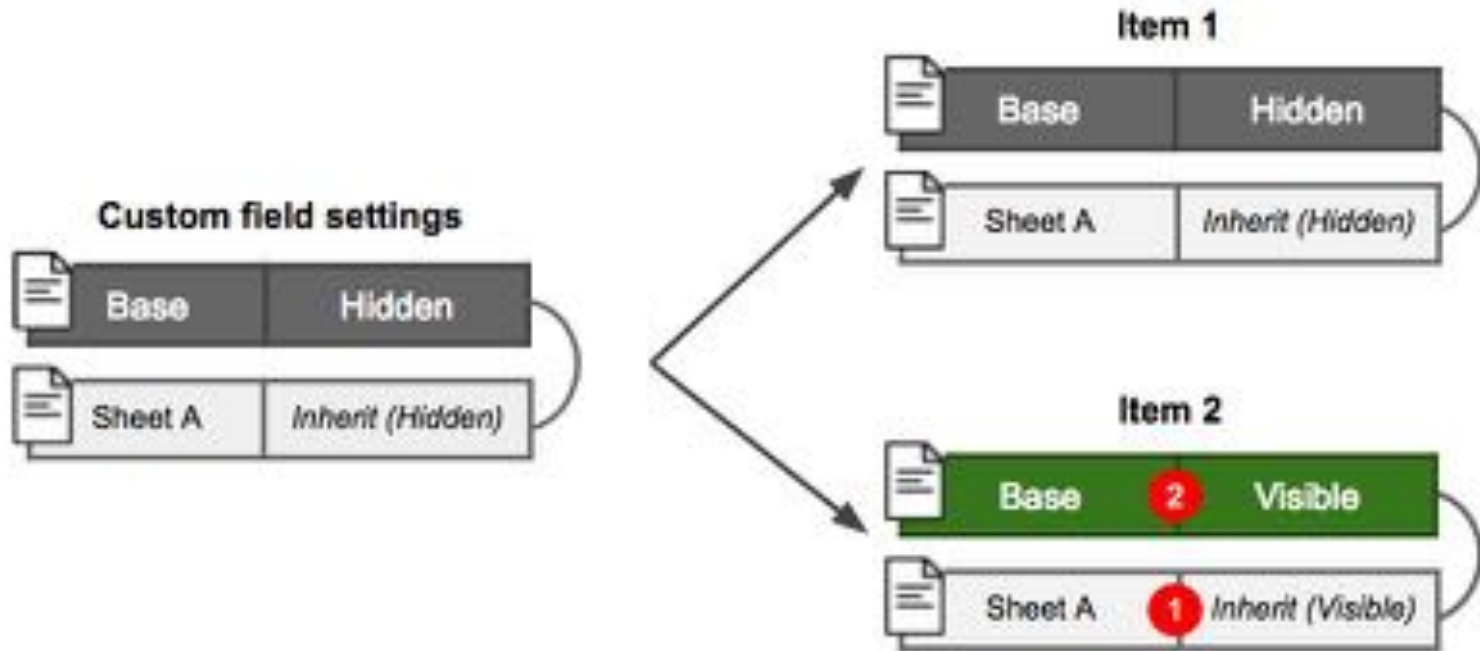 Custom field settings
Base Hidden
Sheet A Inherit (Hidden)
Item 1
Base Hidden
Sheet A Inherit (Hidden)
Item 2
Base 2 Visible
Sheet A 1 Inherit (Visible)